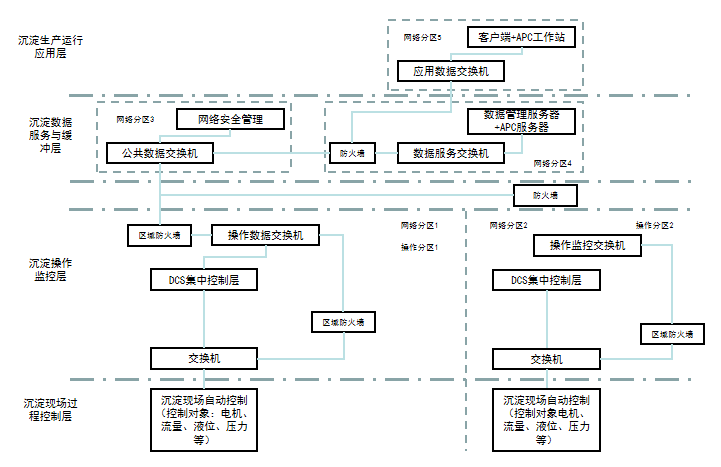 沉淀生产运行
应用层
网络分区5
客户端+APC工作站
应用数据交换机
沉淀数据
服务与缓
冲层
网络分区3
网络安全管理
公共数据交换机
防火墙
数据服务交换机
数据管理服务器
+APC服务器
网络分区4
防火墙
沉淀操作
监控层
区域防火墙
操作数据交换机
网络分区1
操作分区1
DCS集中控制层
区域防火墙
交换机
网络分区2
操作分区2
操作监控交换机
DCS集中控制层
区域防火墙
交换机
沉淀现场过
程控制层
沉淀现场自动控制
（控制对象：电机、
流量、液位、压力
等）
沉淀现场自动控制
（控制对象电机、
流量、液位、压力
等）